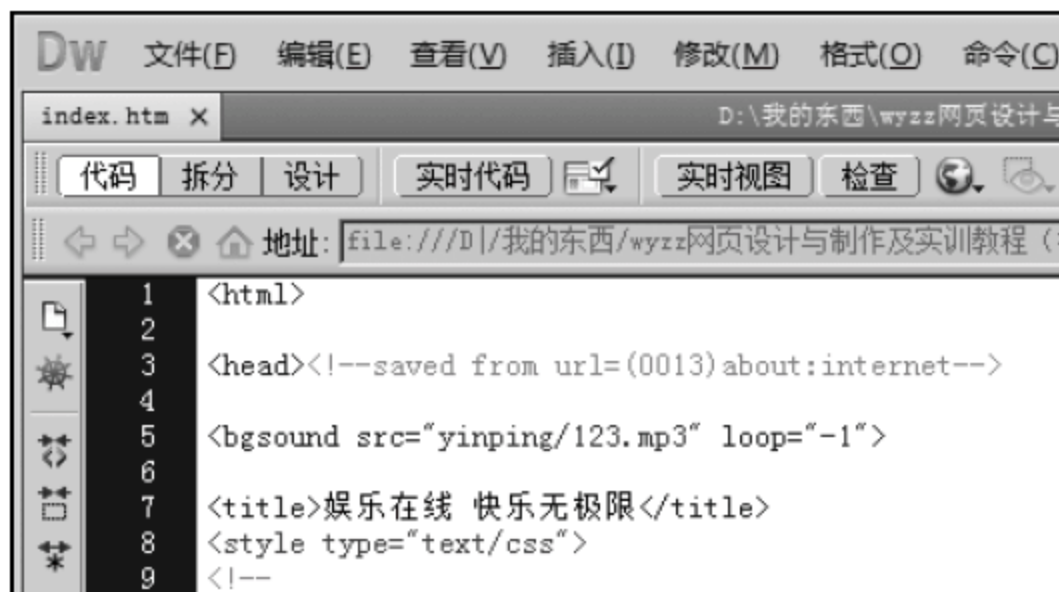 Dw 文件(F) 编辑(E) 查看(V) 插入(I) 修改(M) 格式(O) 命令(C)
index.htm × D:\我的东西\wyzz网页设计与
代码 拆分 设计 实时代码 实时视图 检查
地址: file:///D|/我的东西/wyzz网页设计与制作及实训教程（
1 <html>
2
3 <head><!--saved from url=(0013)about:internet-->
4
5 <bgsound src="yinping/123.mp3" loop="-1">
6
7 <title>娱乐在线 快乐无极限</title>
8 <style type="text/css">
9 <!--